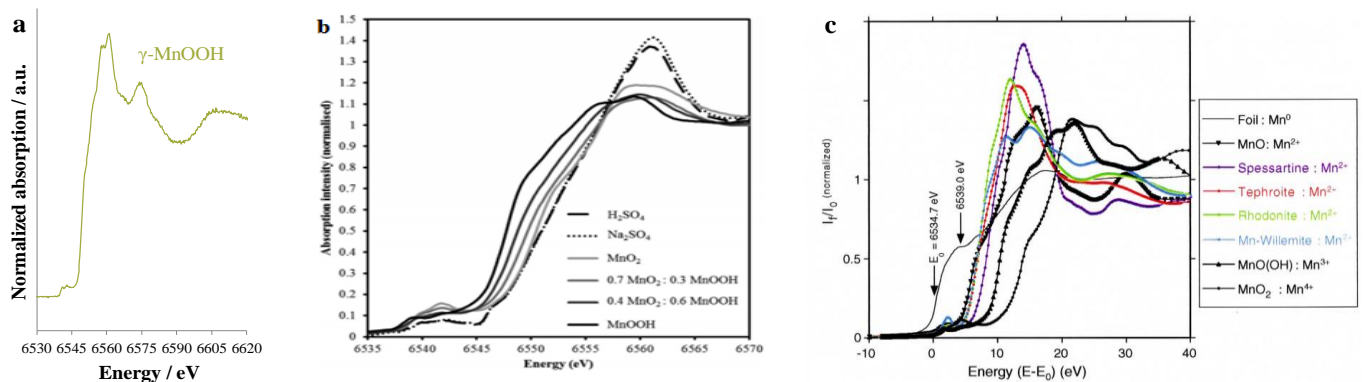 a
γ-MnOOH
Normalized absorption / a.u.
6530 6545 6560 6575 6590 6605 6620
Energy / eV
b
1.5
1.4
1.3
1.2
1.1
1
0.9
0.8
0.7
0.6
0.5
0.4
0.3
0.2
0.1
0
Absorption intensity (normalised)
H₂SO₄
Na₂SO₄
MnO₂
0.7 MnO₂ : 0.3 MnOOH
0.4 MnO₂ : 0.6 MnOOH
MnOOH
6535 6540 6545 6550 6555 6560 6565 6570
Energy (eV)
c
2
1.5
1
0.5
0
I_f/I_0 (normalized)
E₀ = 6534.7 eV
6539.0 eV
-10 0 10 20 30 40
Energy (E-E₀) (eV)
Foil : Mn⁰
MnO: Mn²⁺
Spessartine : Mn²⁺
Tephroite : Mn²⁺
Rhodonite : Mn²⁺
Mn-Willemite : Mn²⁺
MnO(OH) : Mn³⁺
MnO₂ : Mn⁴⁺